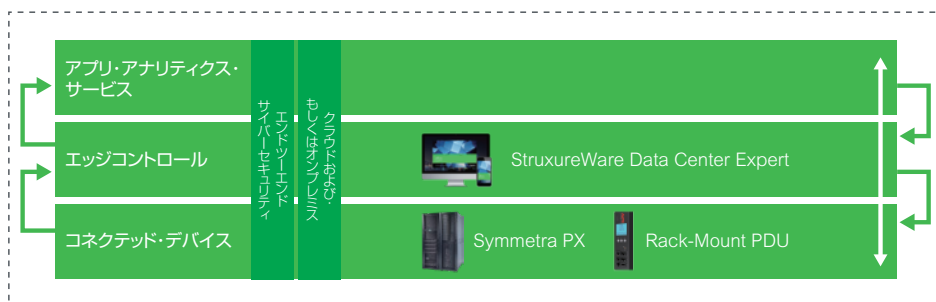 アプリ・アナリティクス・
サービス
エッジコントロール
コネクテッド・デバイス
エンドツーエンド
サイバーセキュリティ
クラウドおよび・
もしくはオンプレミス
StruxureWare Data Center Expert
Symmetra PX
Rack-Mount PDU